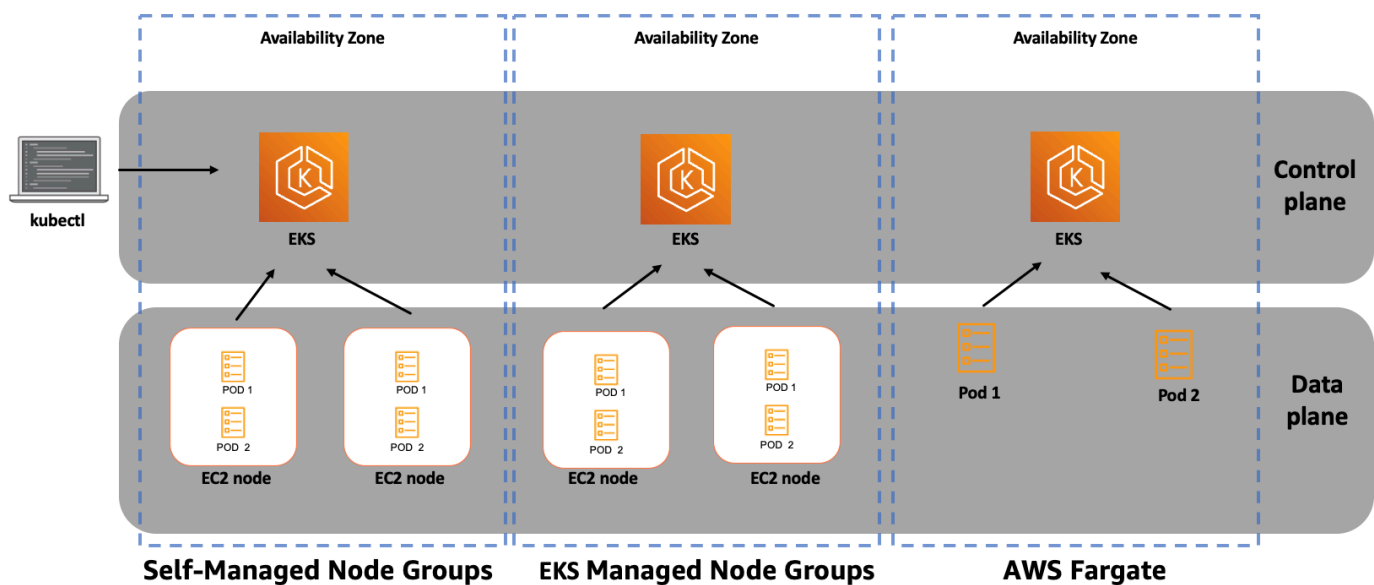 Availability Zone
Availability Zone
Availability Zone
kubectl
K
EKS
K
EKS
K
EKS
Control
plane
POD 1
POD 2
EC2 node
POD 1
POD 2
EC2 node
POD 1
POD 2
EC2 node
POD 1
POD 2
EC2 node
Pod 1
Pod 2
Data
plane
Self-Managed Node Groups
EKS Managed Node Groups
AWS Fargate